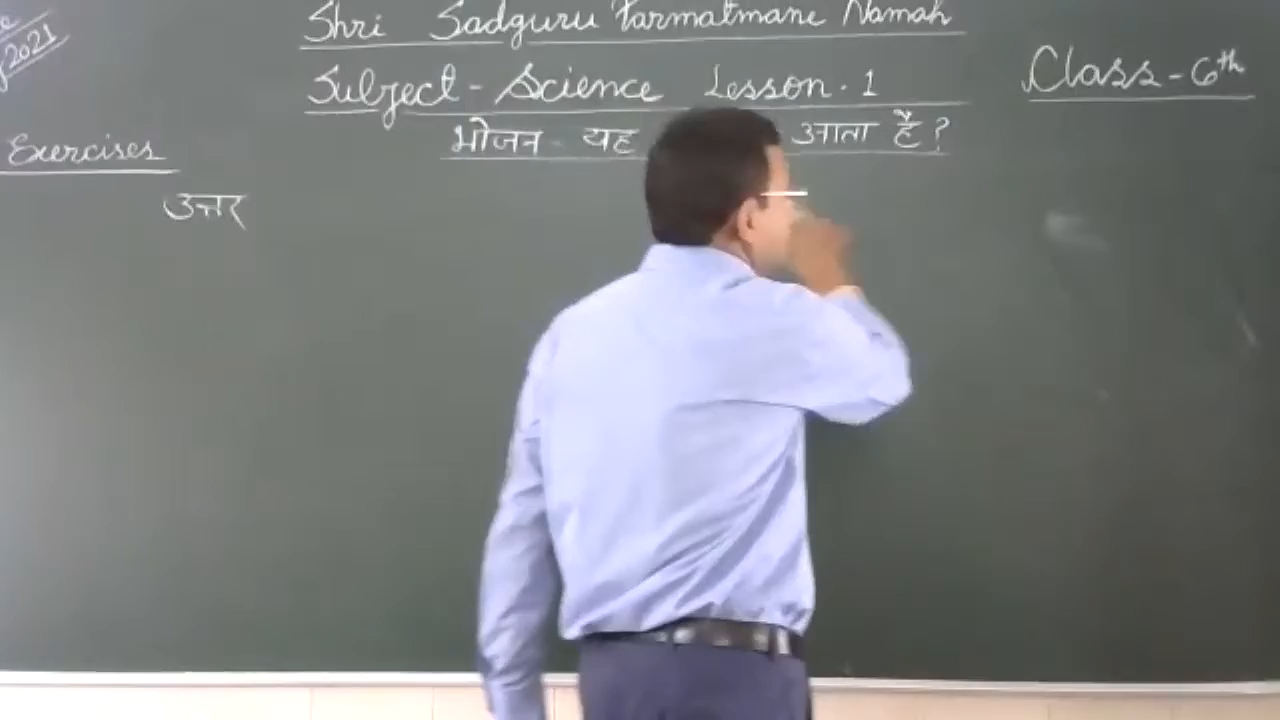 2021
Shri Sadguru Parmatmane Namah
Subject - Science Lesson . 1
Class - 6th
भोजन - यह आता है ?
Exercises
उत्तर